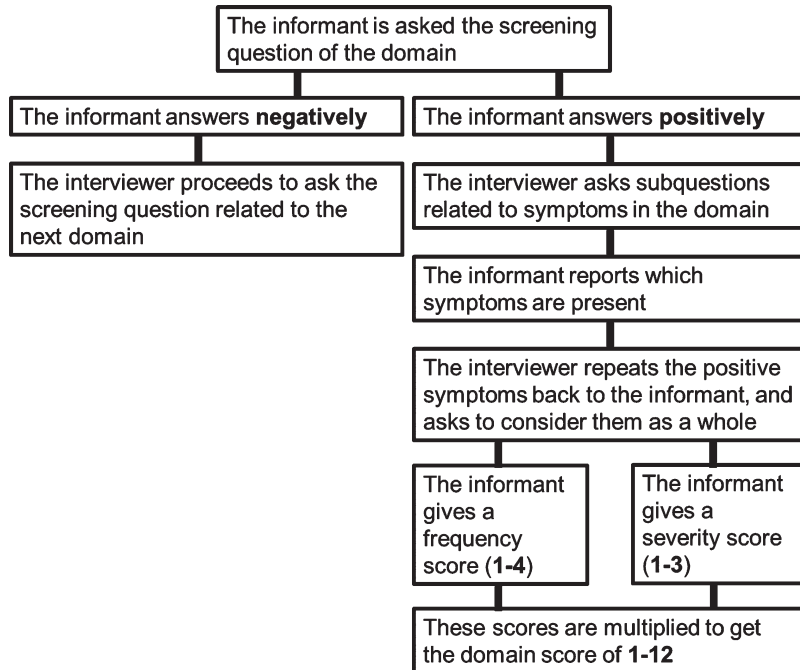 The informant is asked the screening
question of the domain
The informant answers negatively
The informant answers positively
The interviewer proceeds to ask the
screening question related to the
next domain
The interviewer asks subquestions
related to symptoms in the domain
The informant reports which
symptoms are present
The interviewer repeats the positive
symptoms back to the informant, and
asks to consider them as a whole
The informant
gives a
frequency
score (1-4)
The informant
gives a
severity score
(1-3)
These scores are multiplied to get
the domain score of 1-12